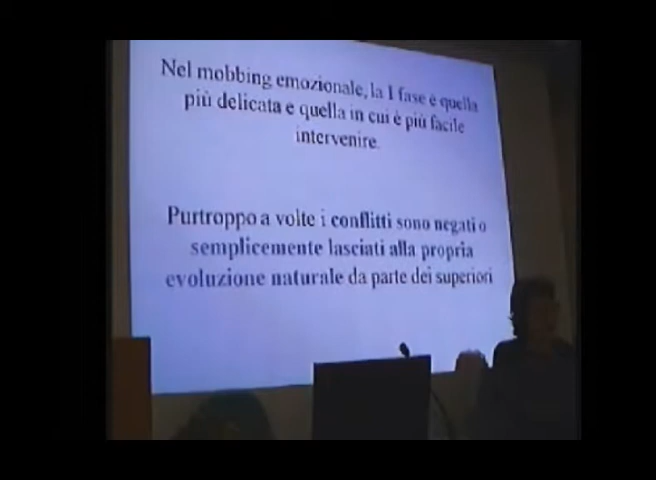 Nel mobbing emozionale, la I fase è quella
più delicata e quella in cui è più facile
intervenire.
Purtroppo a volte i conflitti sono negati o
semplicemente lasciati alla propria
evoluzione naturale da parte dei superiori